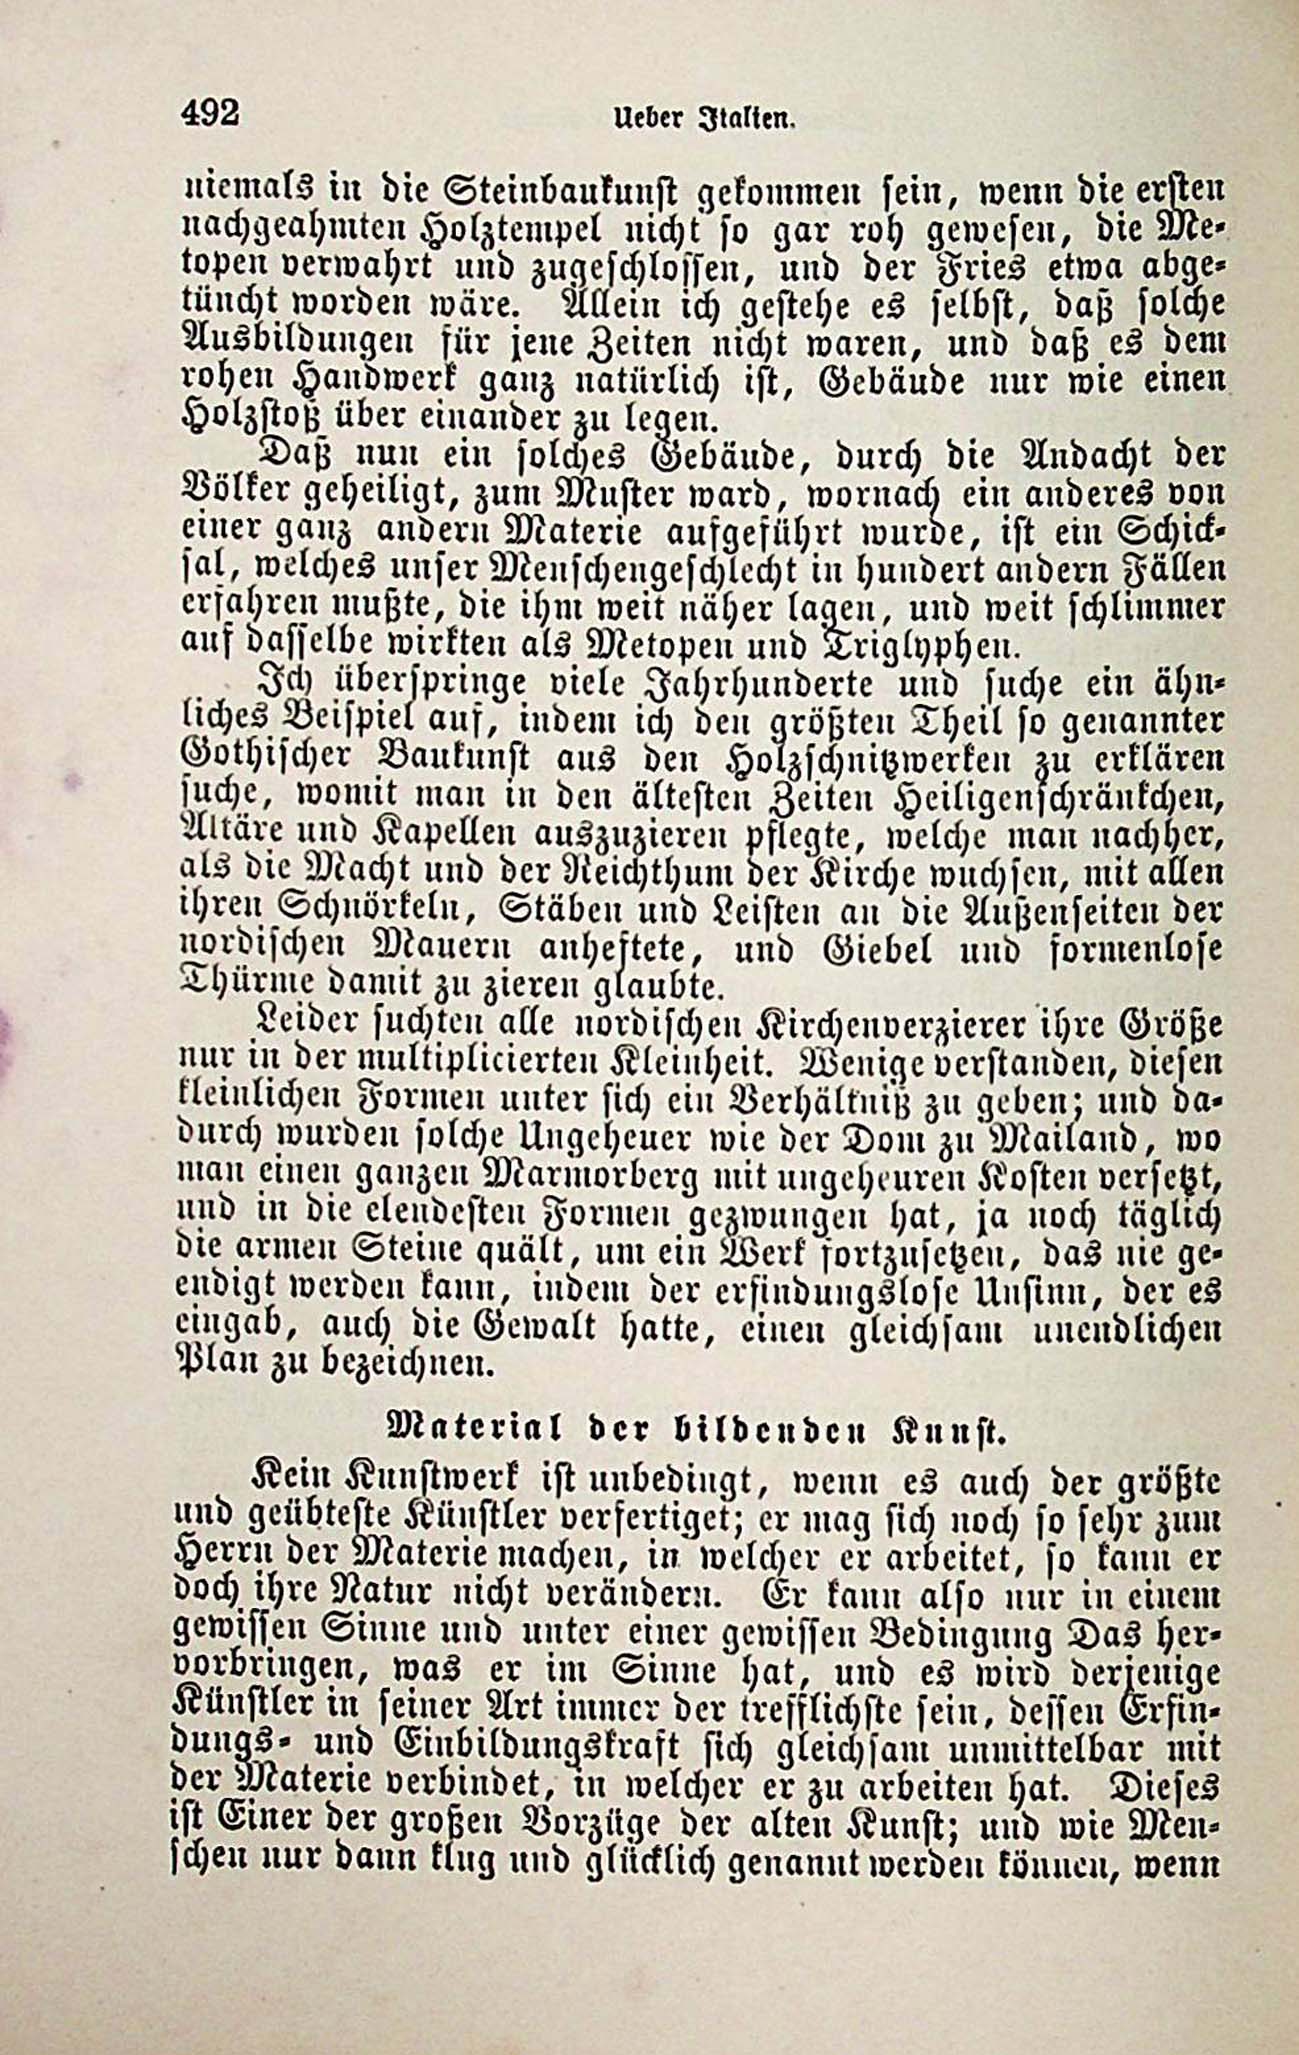 492 Ueber Italien.
niemals in die Steinbaukunst gekommen sein, wenn die ersten
nachgeahmten Holztempel nicht so gar roh gewesen, die Me-
topen verwahrt und zugeschlossen, und der Fries etwa abge-
tüncht worden wäre. Allein ich gestehe es selbst, daß solche
Ausbildungen für jene Zeiten nicht waren, und daß es dem
rohen Handwerk ganz natürlich ist, Gebäude nur wie einen
Holzstoß über einander zu legen.
Daß nun ein solches Gebäude, durch die Andacht der
Völker geheiligt, zum Muster ward, wornach ein anderes von
einer ganz andern Materie aufgeführt wurde, ist ein Schick-
sal, welches unser Menschengeschlecht in hundert andern Fällen
erfahren mußte, die ihm weit näher lagen, und weit schlimmer
auf dasselbe wirkten als Metopen und Triglyphen.
Ich überspringe viele Jahrhunderte und suche ein ähn-
liches Beispiel auf, indem ich den größten Theil so genannter
Gothischer Baukunst aus den Holzschnitzwerken zu erklären
suche, womit man in den ältesten Zeiten Heiligenschränkchen,
Altäre und Kapellen auszuzieren pflegte, welche man nachher,
als die Macht und der Reichthum der Kirche wuchsen, mit allen
ihren Schnörkeln, Stäben und Leisten an die Außenseiten der
nordischen Mauern anheftete, und Giebel und formenlose
Thürme damit zu zieren glaubte.
Leider suchten alle nordischen Kirchenverzierer ihre Größe
nur in der multiplicierten Kleinheit. Wenige verstanden, diesen
kleinlichen Formen unter sich ein Verhältniß zu geben; und da-
durch wurden solche Ungeheuer wie der Dom zu Mailand, wo
man einen ganzen Marmorberg mit ungeheuren Kosten versetzt,
und in die elendesten Formen gezwungen hat, ja noch täglich
die armen Steine quält, um ein Werk fortzusetzen, das nie ge-
endigt werden kann, indem der erfindungslose Unsinn, der es
eingab, auch die Gewalt hatte, einen gleichsam unendlichen
Plan zu bezeichnen.
Material der bildenden Kunst.
Kein Kunstwerk ist unbedingt, wenn es auch der größte
und geübteste Künstler verfertiget; er mag sich noch so sehr zum
Herrn der Materie machen, in welcher er arbeitet, so kann er
doch ihre Natur nicht verändern. Er kann also nur in einem
gewissen Sinne und unter einer gewissen Bedingung Das her-
vorbringen, was er im Sinne hat, und es wird derjenige
Künstler in seiner Art immer der trefflichste sein, dessen Erfin-
dungs- und Einbildungskraft sich gleichsam unmittelbar mit
der Materie verbindet, in welcher er zu arbeiten hat. Dieses
ist Einer der großen Vorzüge der alten Kunst; und wie Men-
schen nur dann klug und glücklich genannt werden können, wenn